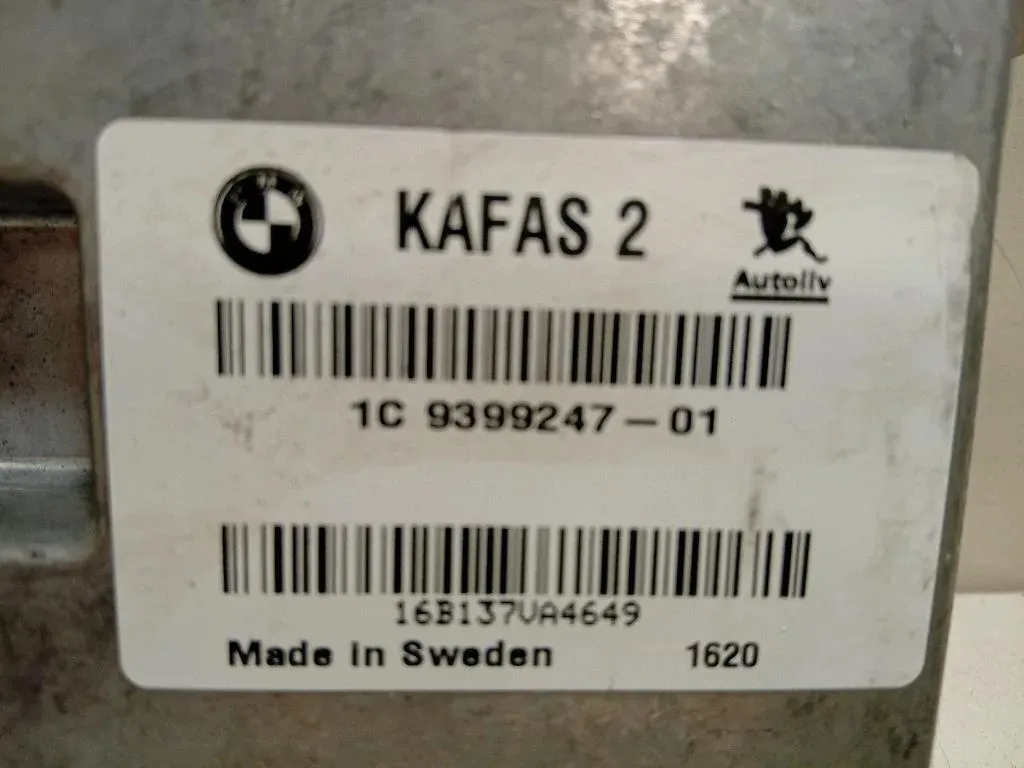 KAFAS 2
Autoliv
1C 9399247-01
16B137VA4649
Made in Sweden 1620